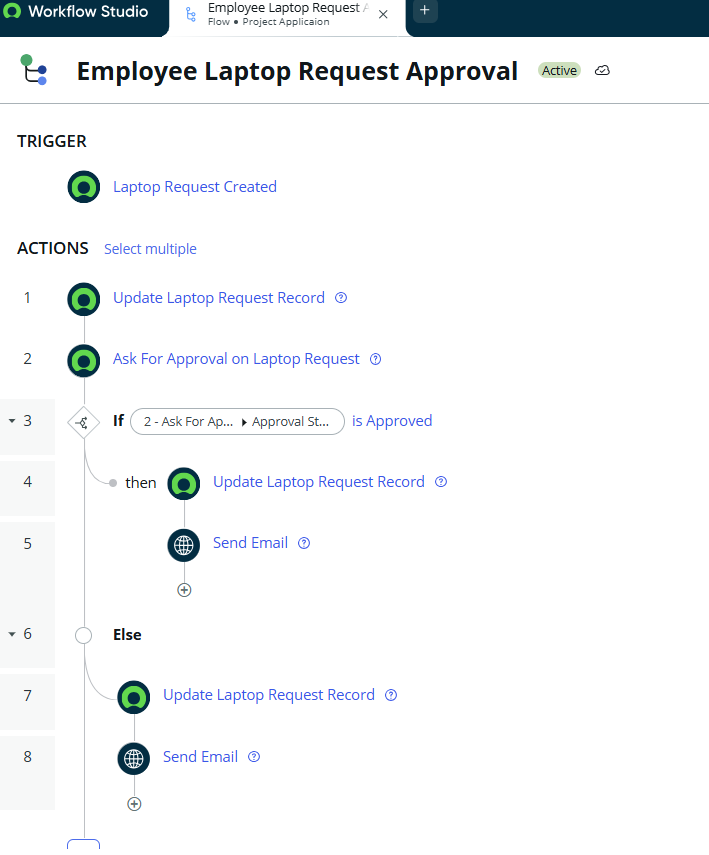 Workflow Studio
Employee Laptop Request A
Flow • Project Applicaion
Employee Laptop Request Approval
Active
TRIGGER
Laptop Request Created
ACTIONS Select multiple
1 Update Laptop Request Record
2 Ask For Approval on Laptop Request
3 If 2 - Ask For Ap... ▸ Approval St... is Approved
4 then Update Laptop Request Record
5 Send Email
6 Else
7 Update Laptop Request Record
8 Send Email